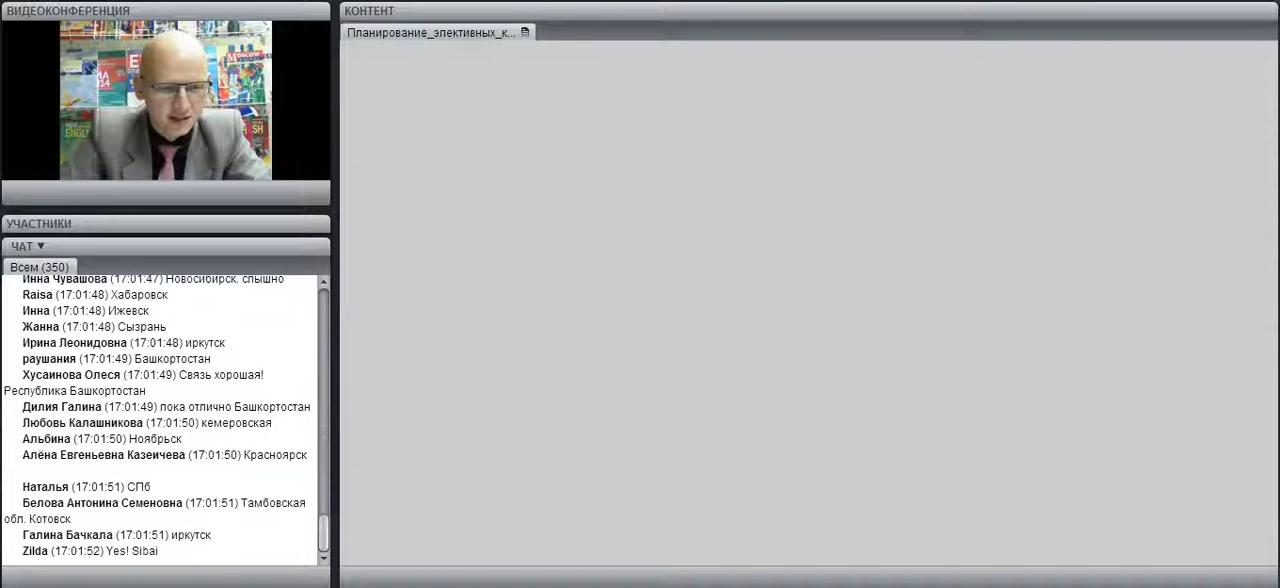 ВИДЕОКОНФЕРЕНЦИЯ
MOSCOW
УЧАСТНИКИ
ЧАТ ▼
Всем (350)
Инна Чувашова (17:01:47) Новосибирск. слышно
Raisa (17:01:48) Хабаровск
Инна (17:01:48) Ижевск
Жанна (17:01:48) Сызрань
Ирина Леонидовна (17:01:48) иркутск
раушания (17:01:49) Башкортостан
Хусаинова Олеся (17:01:49) Связь хорошая!
Республика Башкортостан
Дилия Галина (17:01:49) пока отлично Башкортостан
Любовь Калашникова (17:01:50) кемеровская
Альбина (17:01:50) Ноябрьск
Алёна Евгеньевна Казеичева (17:01:50) Красноярск
Наталья (17:01:51) СПб
Белова Антонина Семеновна (17:01:51) Тамбовская
обл. Котовск
Галина Бачкала (17:01:51) иркутск
Zilda (17:01:52) Yes! Sibai
КОНТЕНТ
Планирование_элективных_к...